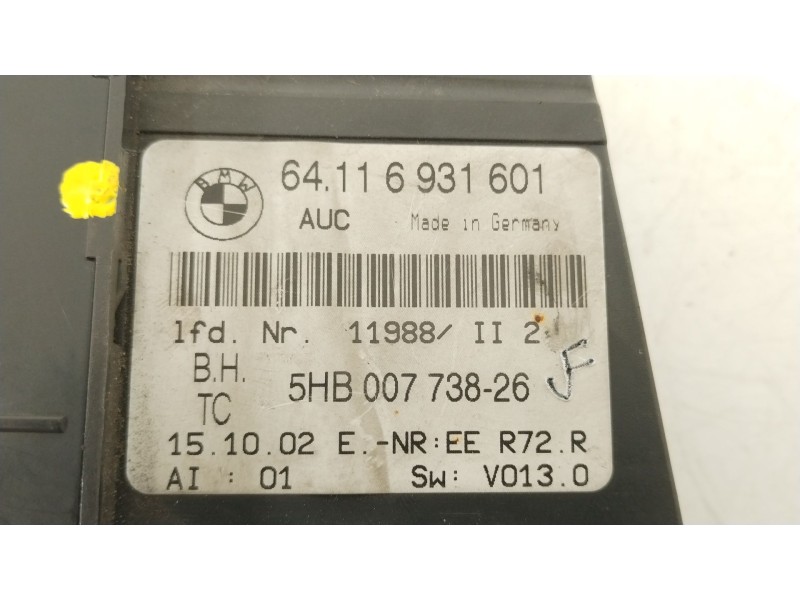 BMW
64.11 6 931 601
AUC Made in Germany
lfd. Nr. 11988/ II 2
B.H.
TC
5HB 007 738-26
15.10.02 E.-NR:EE R72.R
AI : 01 Sw: V013.0